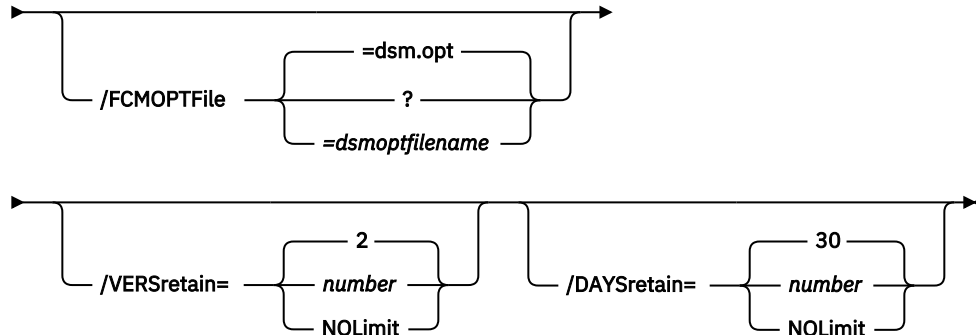 =dsm.opt
/FCMOPTFile
?
=dsmoptfilename
2
30
/VERSretain=
number
/DAYSretain=
number
NOLimit
NOLimit